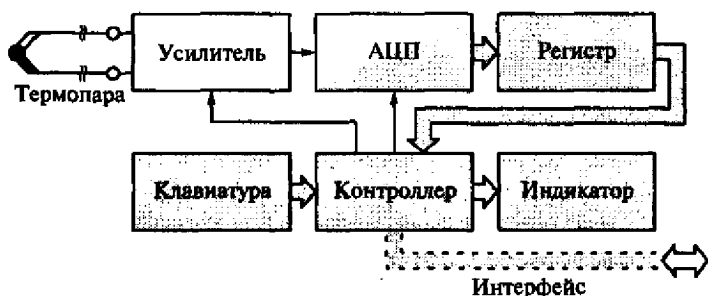 Усилитель
АЦП
Регистр
Термопара
Клавиатура
Контроллер
Индикатор
Интерфейс